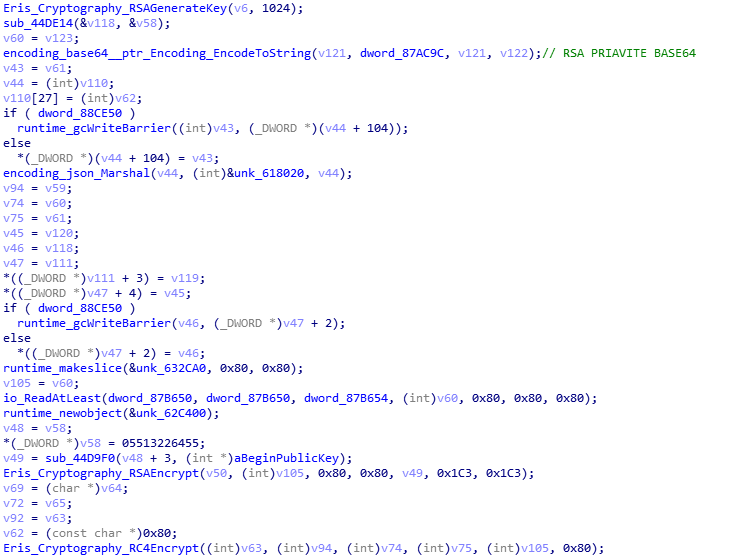 Eris_Cryptography_RSAGenerateKey(v6, 1024);
sub_44DE14(&v118, &v58);
v60 = v123;
encoding_base64__ptr_Encoding_EncodeToString(v121, dword_87AC9C, v121, v122);// RSA PRIAVITE BASE64
v43 = v61;
v44 = (int)v110;
v110[27] = (int)v62;
if ( dword_88CE50 )
  runtime_gcWriteBarrier((int)v43, (_DWORD *)(v44 + 104));
else
  *(_DWORD *)(v44 + 104) = v43;
encoding_json_Marshal(v44, (int)&unk_618020, v44);
v94 = v59;
v74 = v60;
v75 = v61;
v45 = v120;
v46 = v118;
v47 = v111;
*((_DWORD *)v111 + 3) = v119;
*((_DWORD *)v47 + 4) = v45;
if ( dword_88CE50 )
  runtime_gcWriteBarrier(v46, (_DWORD *)v47 + 2);
else
  *((_DWORD *)v47 + 2) = v46;
runtime_makeslice(&unk_632CA0, 0x80, 0x80);
v105 = v60;
io_ReadAtLeast(dword_87B650, dword_87B650, dword_87B654, (int)v60, 0x80, 0x80, 0x80);
runtime_newobject(&unk_62C400);
v48 = v58;
*(_DWORD *)v58 = 05513226455;
v49 = sub_44D9F0(v48 + 3, (int *)aBeginPublicKey);
Eris_Cryptography_RSAEncrypt(v50, (int)v105, 0x80, 0x80, v49, 0x1C3, 0x1C3);
v69 = (char *)v64;
v72 = v65;
v92 = v63;
v62 = (const char *)0x80;
Eris_Cryptography_RC4Encrypt((int)v63, (int)v94, (int)v74, (int)v75, (int)v105, 0x80);